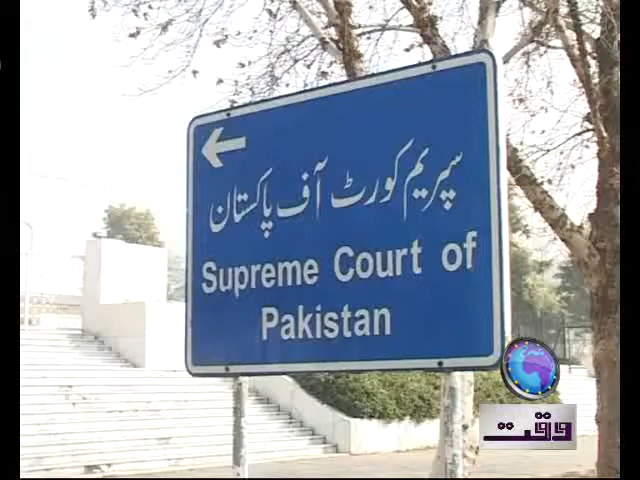 سپریم کورٹ آف پاکستان
Supreme Court of
Pakistan
وقت